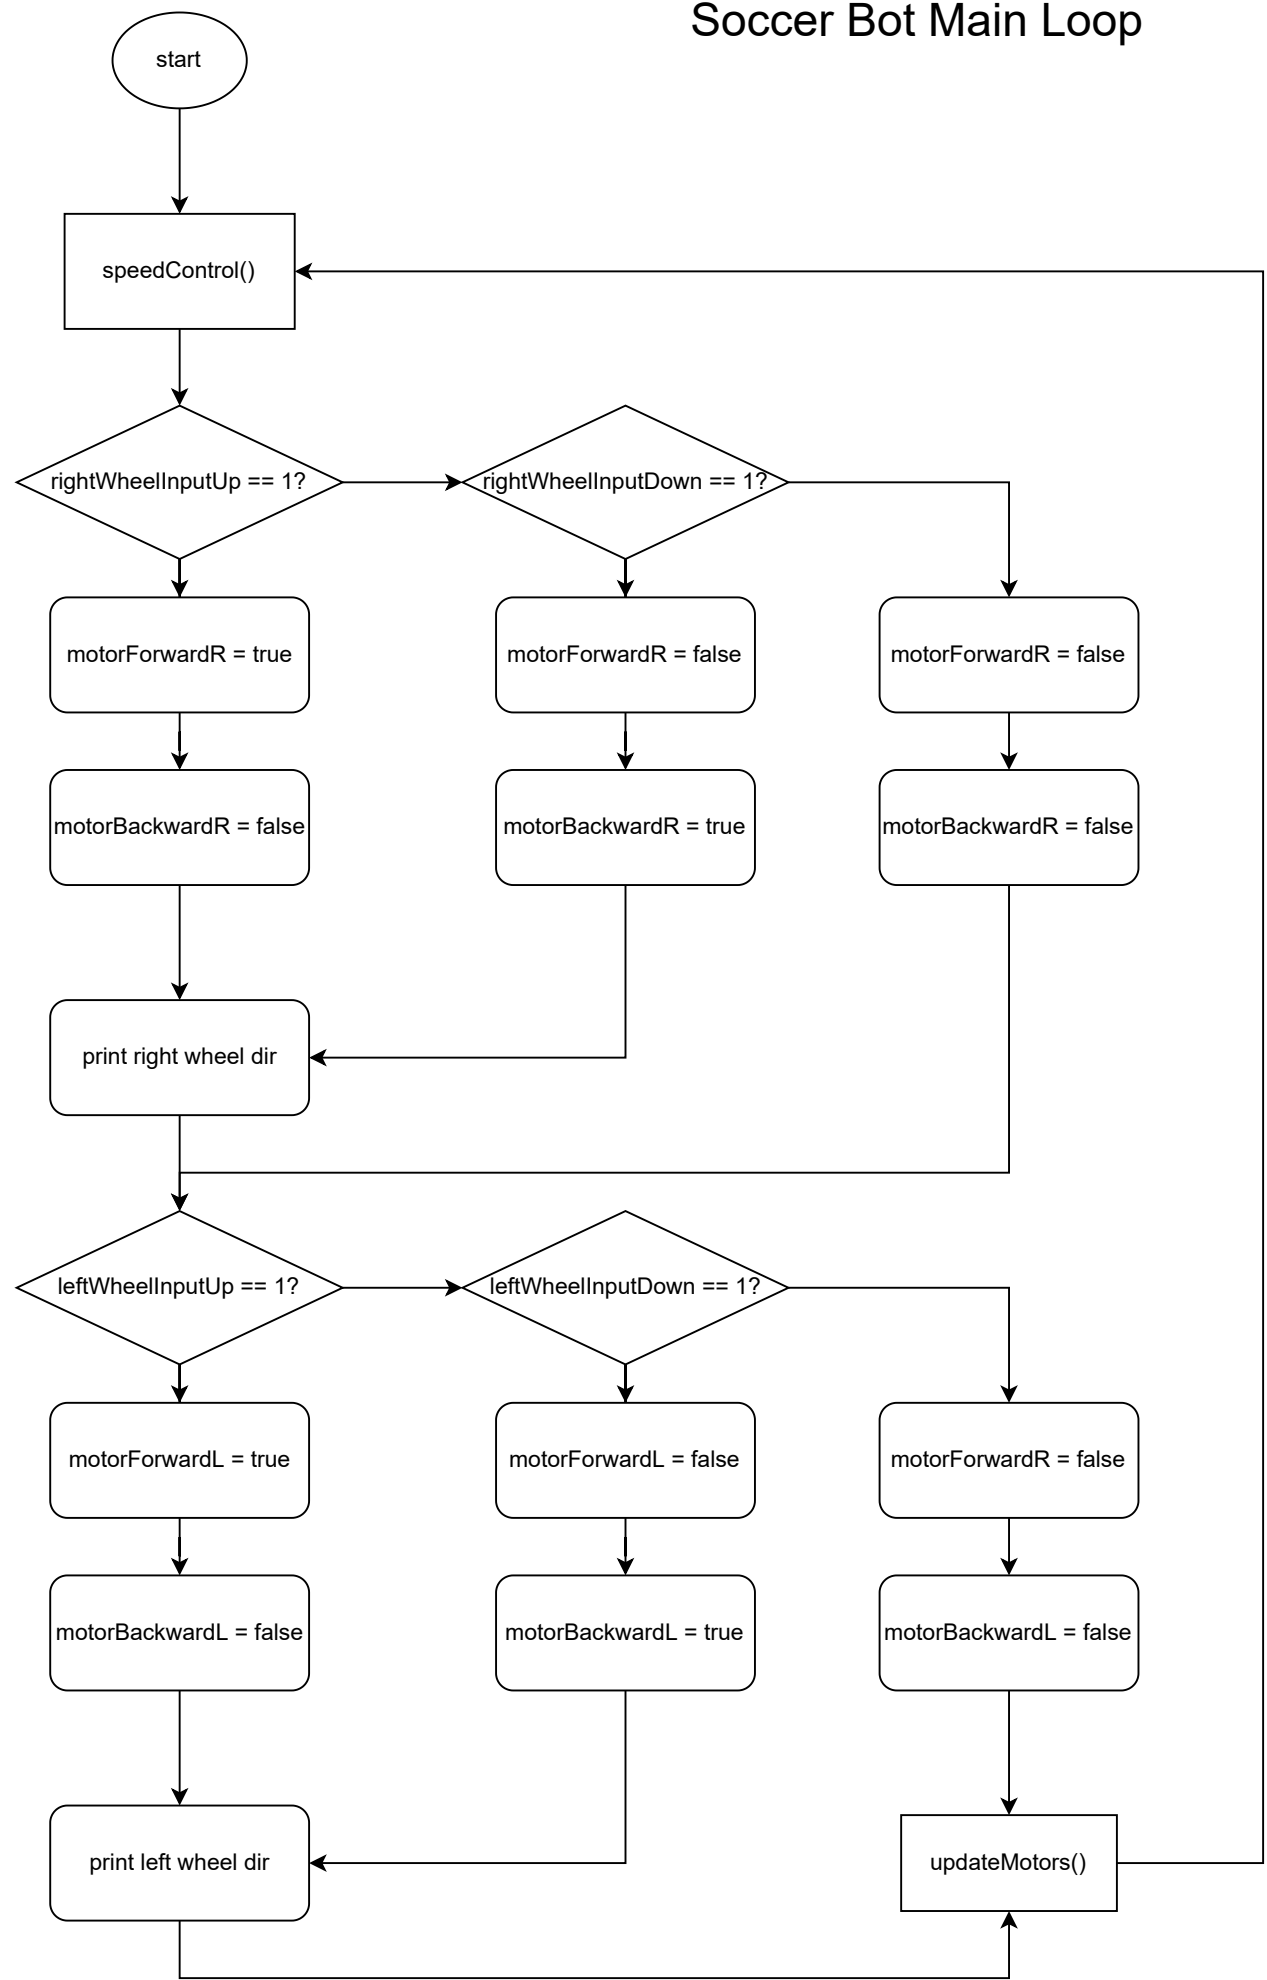 Soccer Bot Main Loop
start
speedControl()
rightWheelInputUp == 1?
rightWheelInputDown == 1?
motorForwardR = true
motorForwardR = false
motorForwardR = false
motorBackwardR = false
motorBackwardR = true
motorBackwardR = false
print right wheel dir
leftWheelInputUp == 1?
leftWheelInputDown == 1?
motorForwardL = true
motorForwardL = false
motorForwardR = false
motorBackwardL = false
motorBackwardL = true
motorBackwardL = false
print left wheel dir
updateMotors()